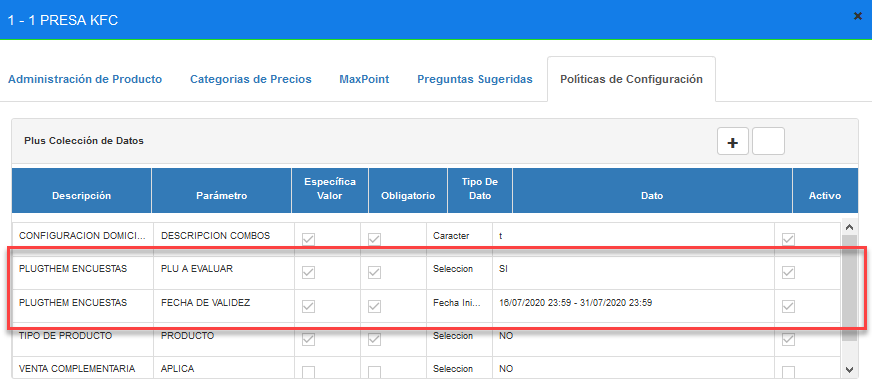 1 - 1 PRESA KFC
Administración de Producto Categorias de Precios MaxPoint Preguntas Sugeridas Políticas de Configuración
Plus Colección de Datos
Descripción Parámetro Específica Valor Obligatorio Tipo De Dato Dato Activo
CONFIGURACION DOMICI... DESCRIPCION COMBOS Caracter t
PLUGTHEM ENCUESTAS PLU A EVALUAR Seleccion SI
PLUGTHEM ENCUESTAS FECHA DE VALIDEZ Fecha Ini... 16/07/2020 23:59 - 31/07/2020 23:59
TIPO DE PRODUCTO PRODUCTO Seleccion NO
VENTA COMPLEMENTARIA APLICA Seleccion NO